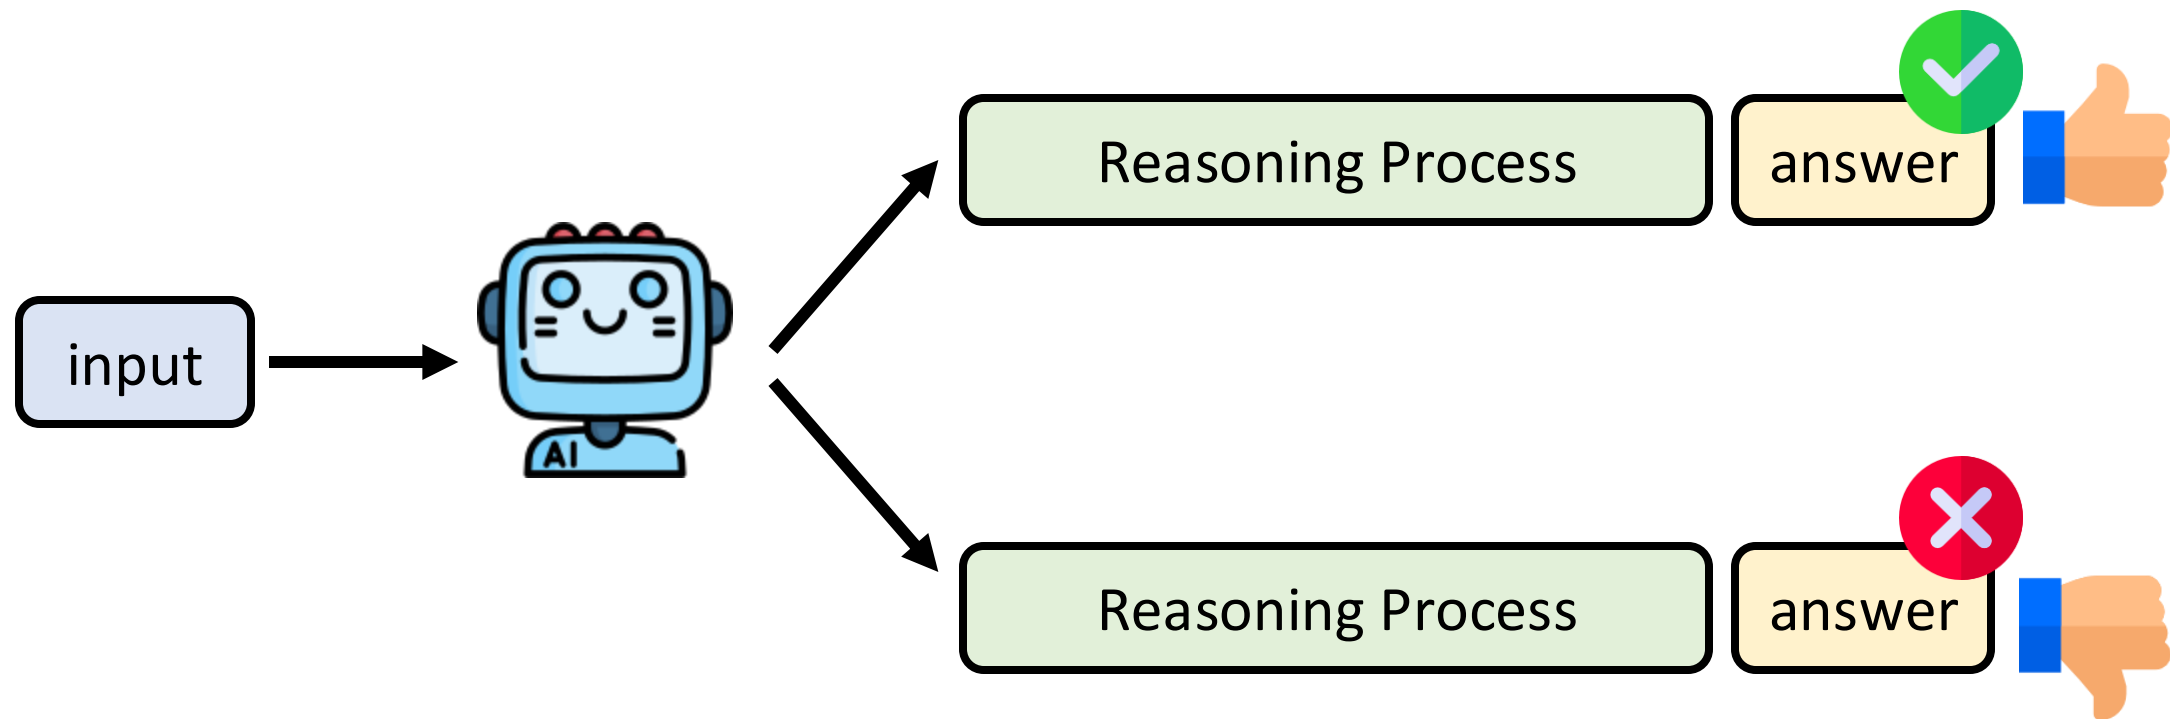 Reasoning Process
answer
input
AI
Reasoning Process
answer